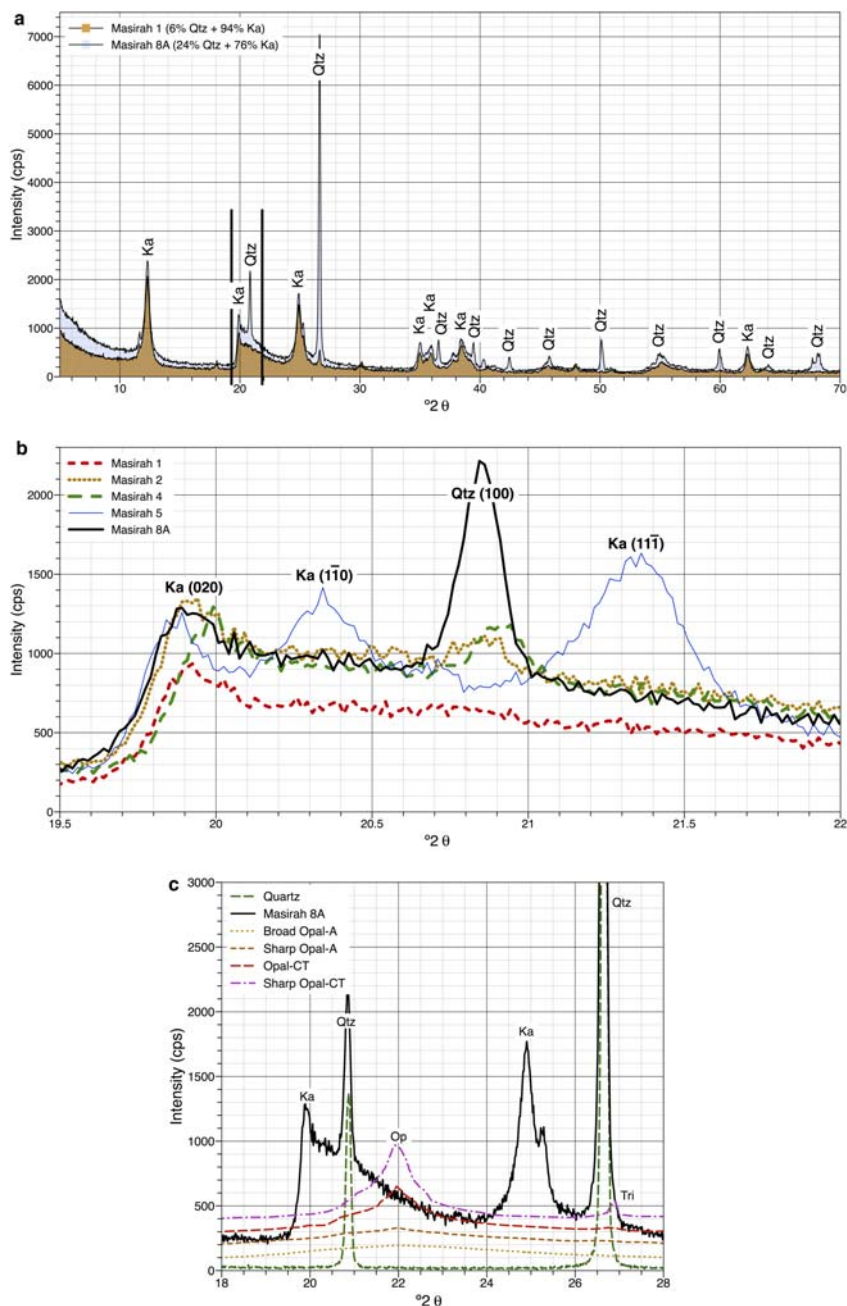 a
Masirah 1 (6% Qtz + 94% Ka)
Masirah 8A (24% Qtz + 76% Ka)
7000
6000
5000
4000
3000
2000
1000
0
Intensity (cps)
Ka
Ka
Qtz
Ka
Qtz
Ka
Ka
Qtz
Ka
Qtz
Qtz
Qtz
Qtz
Qtz
Qtz
Ka
Qtz
Qtz
10 20 30 40 50 60 70
º2 θ
b
Masirah 1
Masirah 2
Masirah 4
Masirah 5
Masirah 8A
2000
1500
1000
500
0
Intensity (cps)
Ka (020)
Ka (11̅0)
Qtz (100)
Ka (111̅)
19.5 20 20.5 21 21.5 22
º2 θ
c
Quartz
Masirah 8A
Broad Opal-A
Sharp Opal-A
Opal-CT
Sharp Opal-CT
3000
2500
2000
1500
1000
500
0
Intensity (cps)
Ka
Qtz
Op
Ka
Qtz
Tri
18 20 22 24 26 28
º2 θ